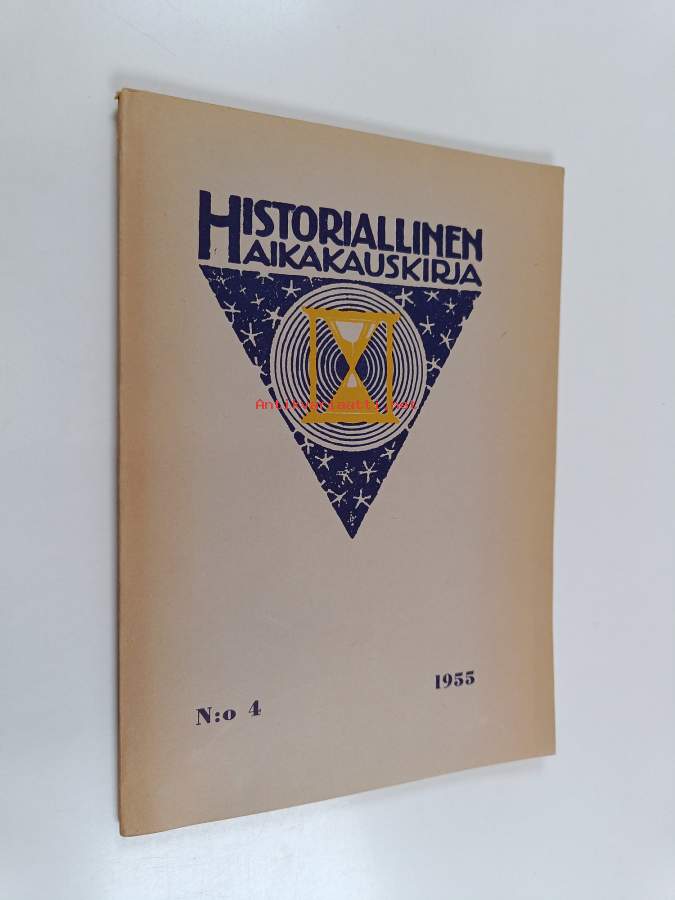 HISTORIALLINEN
AIKAKAUSKIRJA
Antikvariaatti.net
N:o 4
1955